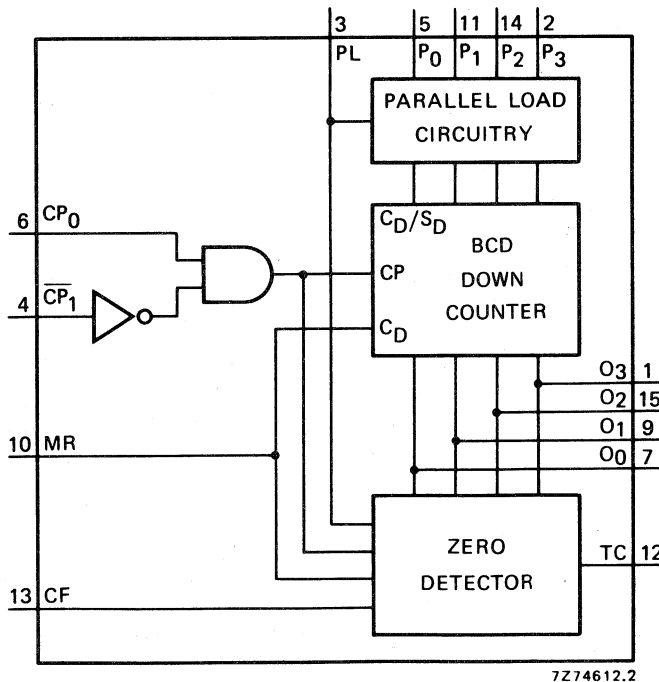 3 5 11 14 2
PL P0 P1 P2 P3
PARALLEL LOAD
CIRCUITRY
6 CP0
CD/SD
BCD
DOWN
COUNTER
CP
4 CP1
CD
O3 1
O2 15
O1 9
O0 7
10 MR
ZERO
DETECTOR
TC 12
13 CF
7Z74612.2